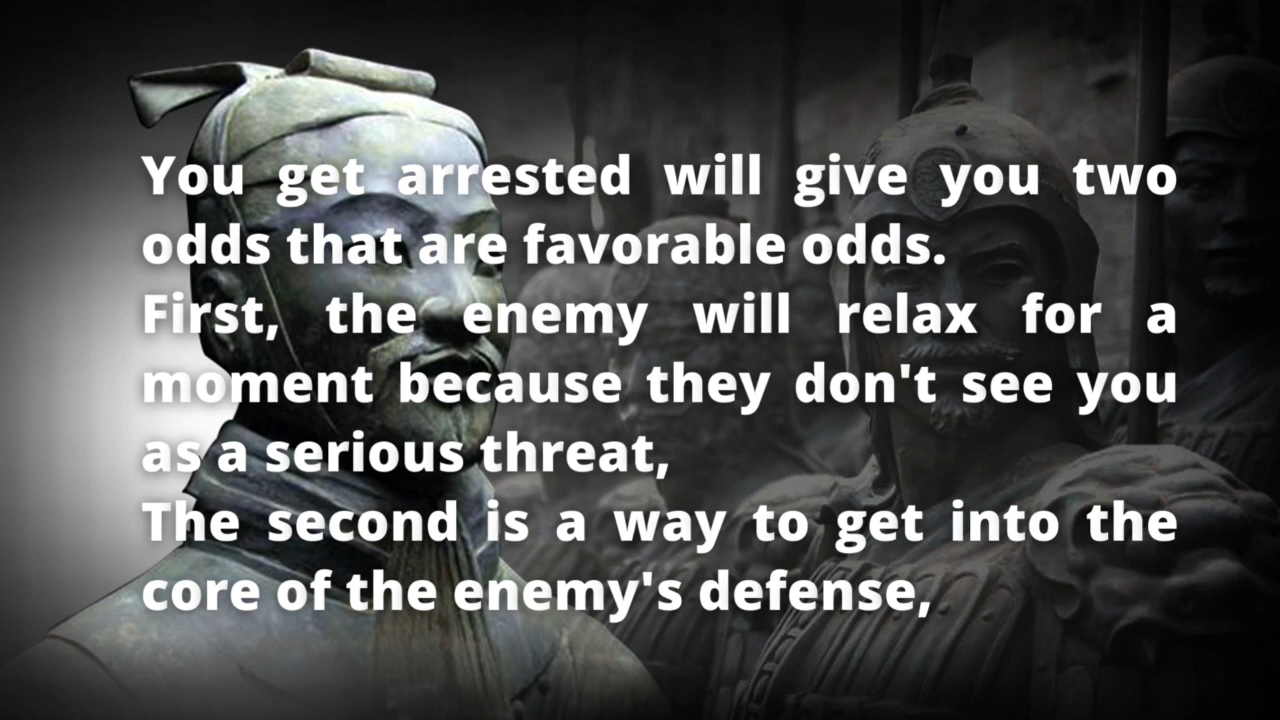 You get arrested will give you two
odds that are favorable odds.
First, the enemy will relax for a
moment because they don't see you
as a serious threat,
The second is a way to get into the
core of the enemy's defense,